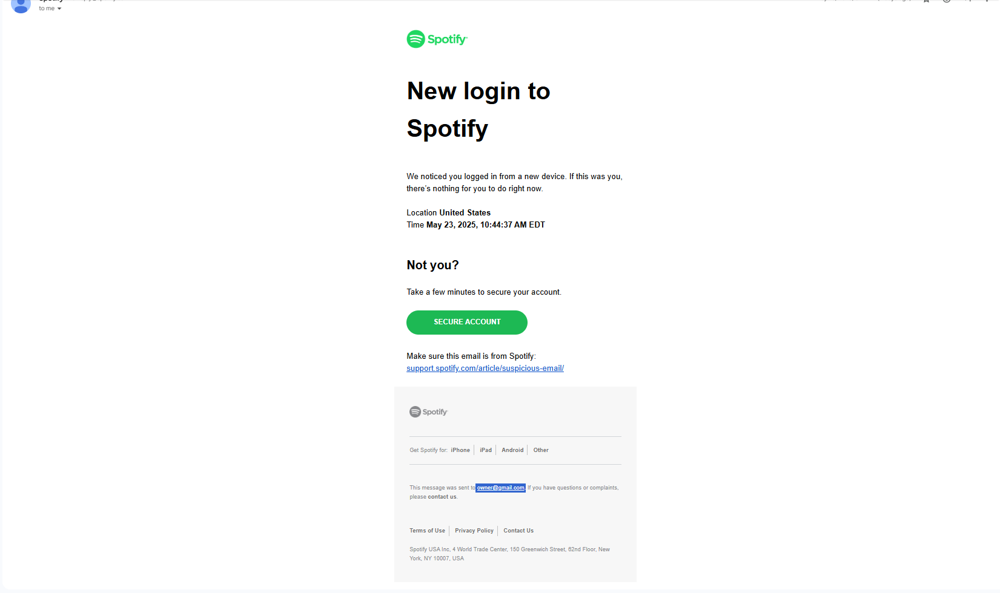 to me
Spotify
New login to
Spotify
We noticed you logged in from a new device. If this was you,
there's nothing for you to do right now.
Location United States
Time May 23, 2025, 10:44:37 AM EDT
Not you?
Take a few minutes to secure your account.
SECURE ACCOUNT
Make sure this email is from Spotify:
support.spotify.com/article/suspicious-email/
Spotify
Get Spotify for: iPhone iPad Android Other
This message was sent to owner@gmail.com. If you have questions or complaints,
please contact us.
Terms of Use Privacy Policy Contact Us
Spotify USA Inc, 4 World Trade Center, 150 Greenwich Street, 62nd Floor, New
York, NY 10007, USA